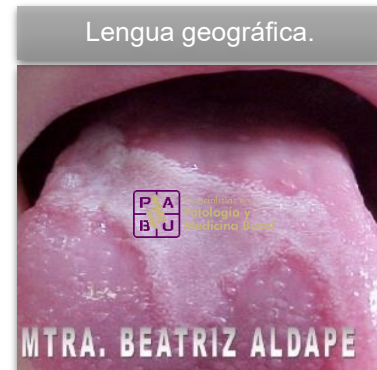 Lengua geográfica.
P A
B U
Patología y
Medicina Bucal
MTRA. BEATRIZ ALDAPE